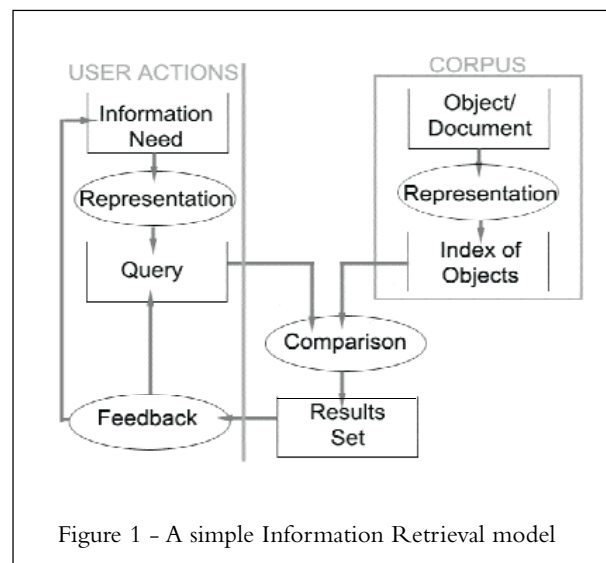 USER ACTIONS
CORPUS
Information
Need
Object/
Document
Representation
Representation
Query
Index of
Objects
Comparison
Feedback
Results
Set
Figure 1 - A simple Information Retrieval model